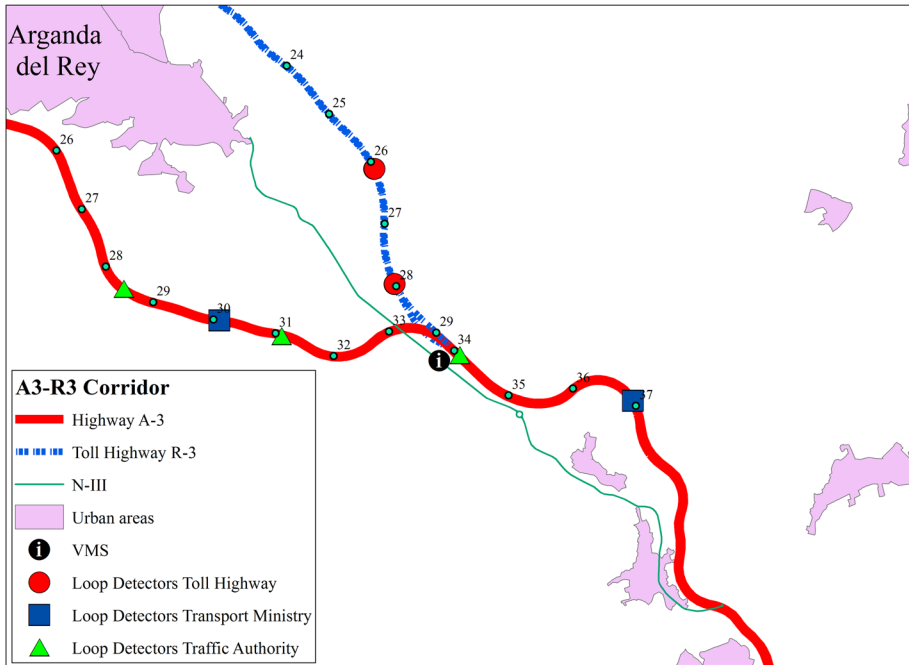 Arganda
del Rey
24
25
26
26
27
27
28
28
29
30
31
32
33
29
34
35
36
37
A3-R3 Corridor
Highway A-3
Toll Highway R-3
N-III
Urban areas
i
VMS
i
Loop Detectors Toll Highway
Loop Detectors Transport Ministry
Loop Detectors Traffic Authority